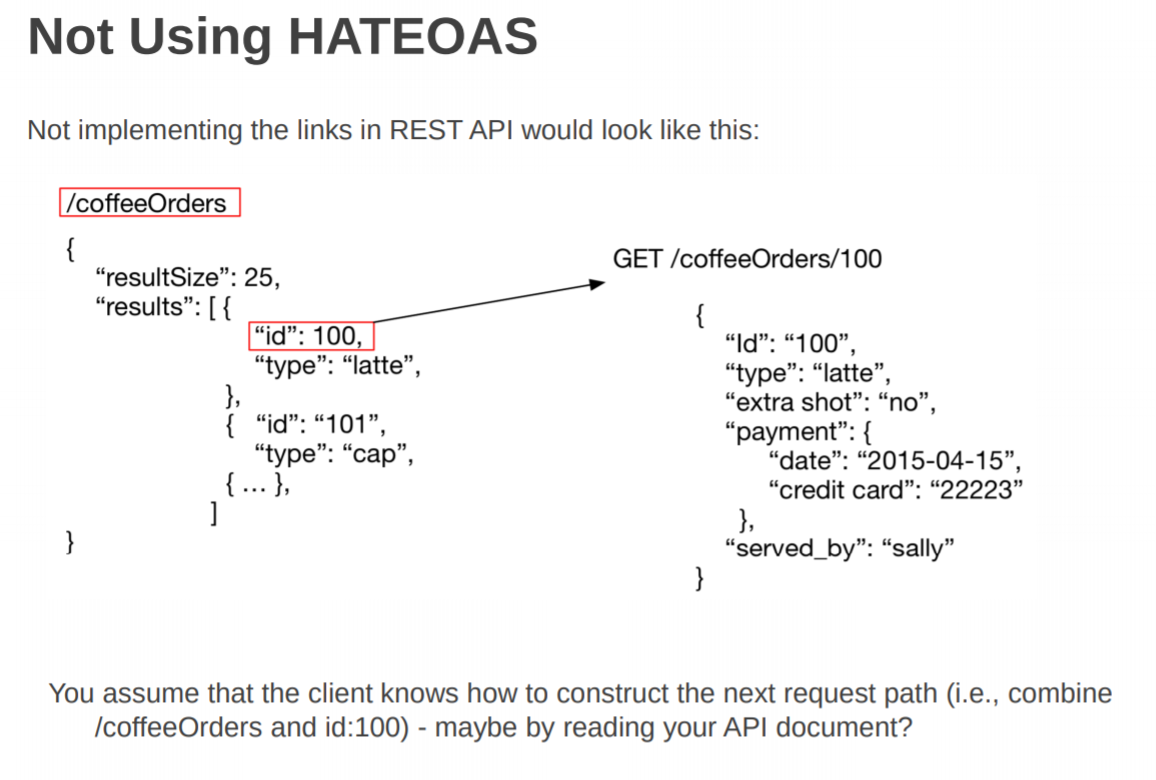 Not Using HATEOAS
Not implementing the links in REST API would look like this:
/coffeeOrders
{
“resultSize”: 25,
“results”: [ {
“id”: 100,
“type”: “latte”,
},
{ “id”: “101”,
“type”: “cap”,
{ ... },
]
}
GET /coffeeOrders/100
{
“Id”: “100”,
“type”: “latte”,
“extra shot”: “no”,
“payment”: {
“date”: “2015-04-15”,
“credit card”: “22223”
},
“served_by”: “sally”
}
You assume that the client knows how to construct the next request path (i.e., combine
/coffeeOrders and id:100) - maybe by reading your API document?